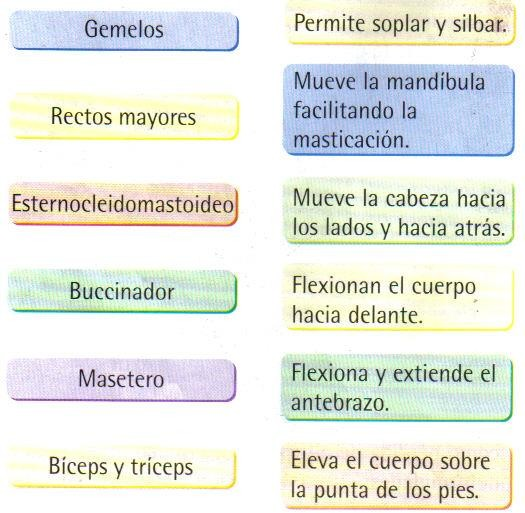 Gemelos
Rectos mayores
Esternocleidomastoideo
Buccinador
Masetero
Bíceps y tríceps
Permite soplar y silbar.
Mueve la mandíbula
facilitando la
masticación.
Mueve la cabeza hacia
los lados y hacia atrás.
Flexionan el cuerpo
hacia delante.
Flexiona y extiende el
antebrazo.
Eleva el cuerpo sobre
la punta de los pies.